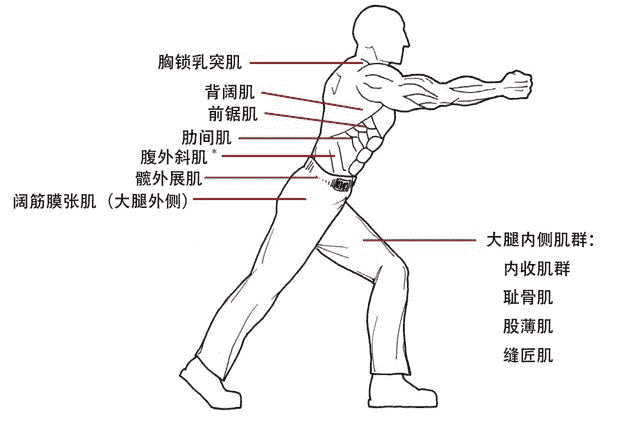 胸锁乳突肌
背阔肌
前锯肌
肋间肌
腹外斜肌*
髋外展肌
阔筋膜张肌（大腿外侧）
大腿内侧肌群：
内收肌群
耻骨肌
股薄肌
缝匠肌